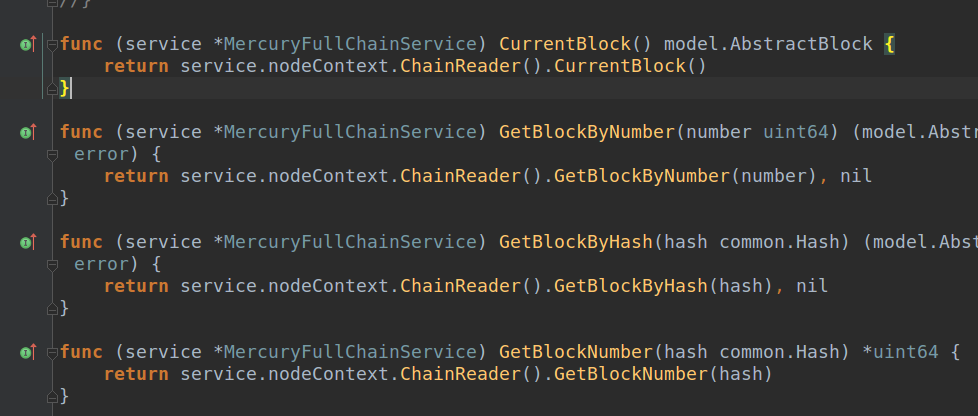 //}
func (service *MercuryFullChainService) CurrentBlock() model.AbstractBlock {
return service.nodeContext.ChainReader().CurrentBlock()
}
func (service *MercuryFullChainService) GetBlockByNumber(number uint64) (model.Abstr
error) {
return service.nodeContext.ChainReader().GetBlockByNumber(number), nil
}
func (service *MercuryFullChainService) GetBlockByHash(hash common.Hash) (model.Abst
error) {
return service.nodeContext.ChainReader().GetBlockByHash(hash), nil
}
func (service *MercuryFullChainService) GetBlockNumber(hash common.Hash) *uint64 {
return service.nodeContext.ChainReader().GetBlockNumber(hash)
}